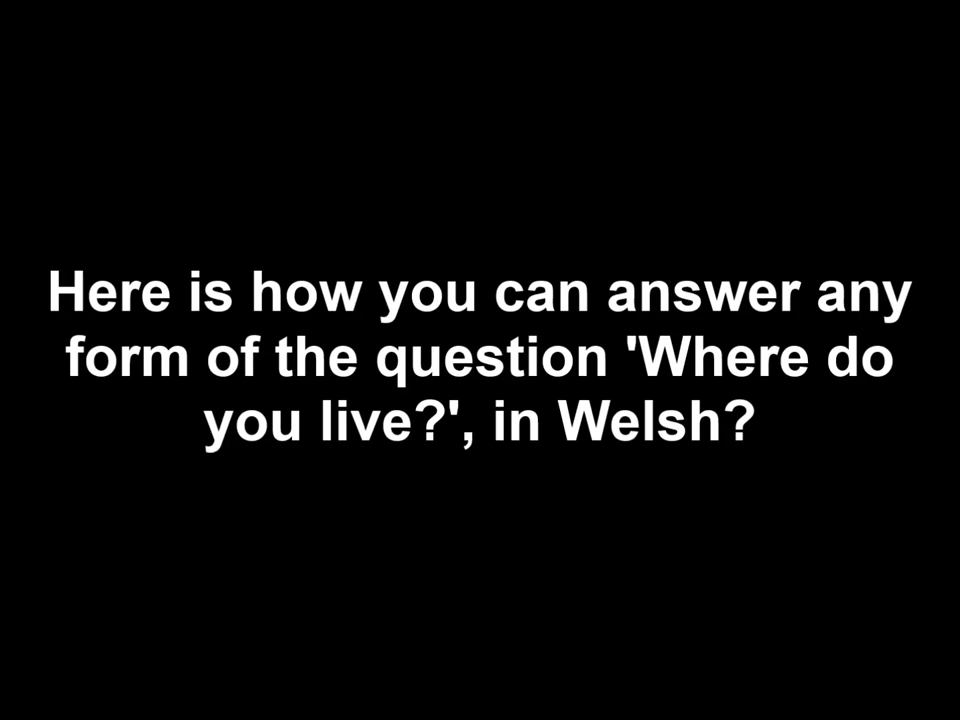 Here is how you can answer any
form of the question 'Where do
you live?', in Welsh?